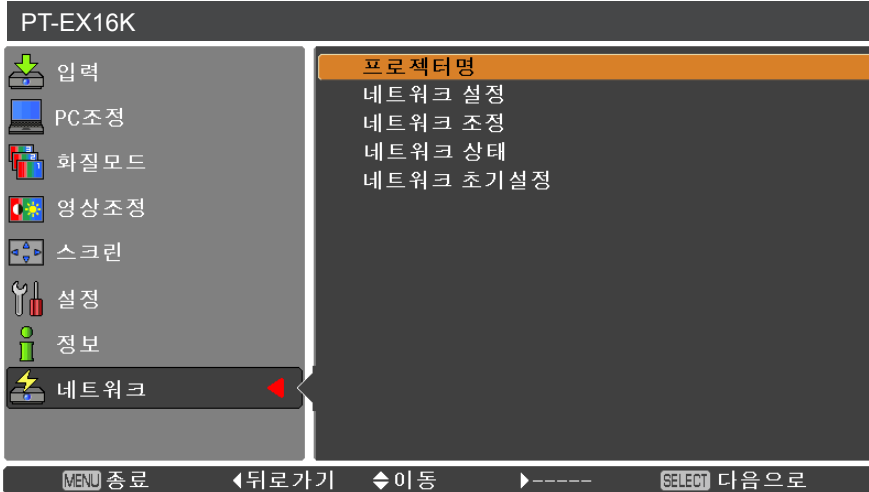 PT-EX16K
입력
PC조정
화질모드
영상조정
스크린
설정
정보
네트워크
프로젝터명
네트워크 설정
네트워크 조정
네트워크 상태
네트워크 초기설정
MENU 종료 뒤로가기 이동 ----- SELECT 다음으로